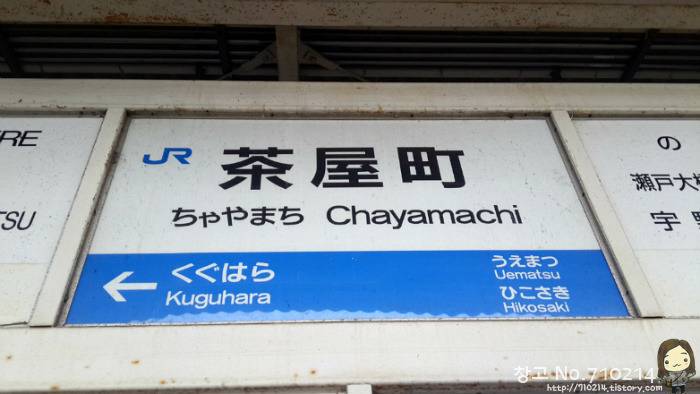 RE
TSU
JR 茶屋町
ちゃやまち Chayamachi
← くぐはら
Kuguhara
うえまつ
Uematsu
ひこさき
Hikosaki
の
瀬戸大
宇
창고 No.710214
http://710214.tistory.com